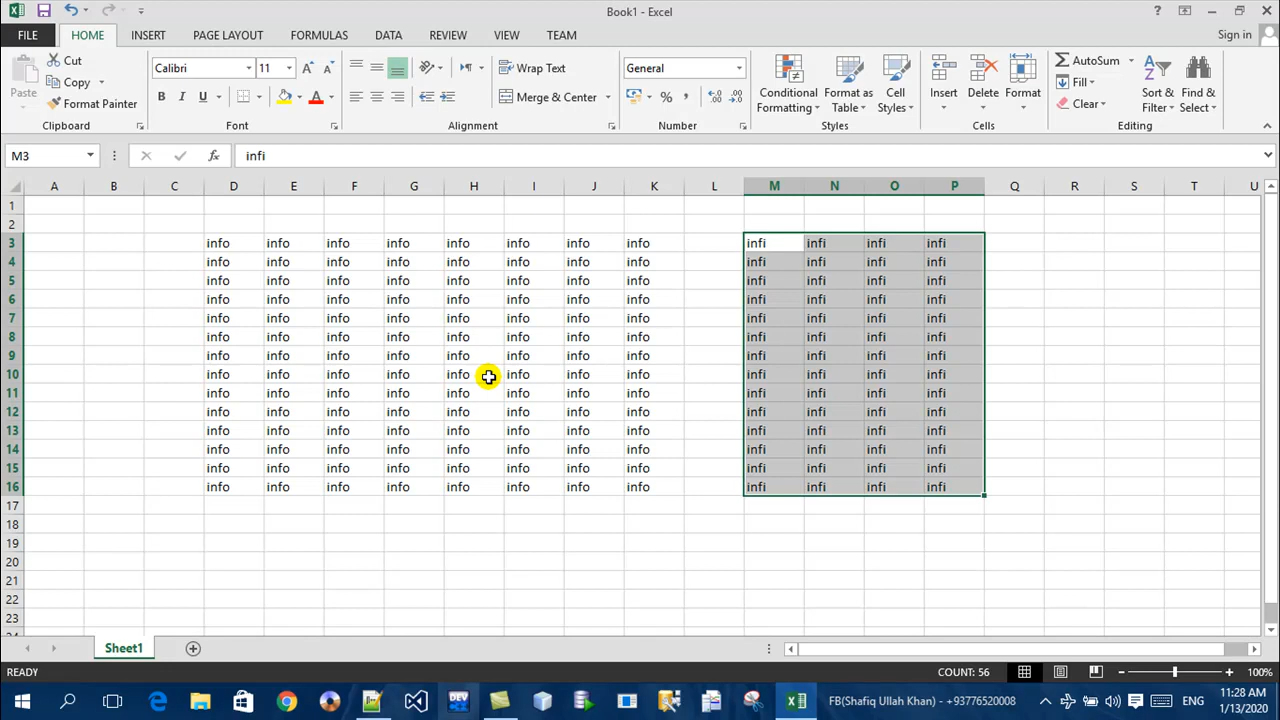 Book1 - Excel
?
FILE HOME INSERT PAGE LAYOUT FORMULAS DATA REVIEW VIEW TEAM Sign in
Paste Cut Copy Format Painter
Clipboard
Calibri 11
B I U A
Font
Wrap Text
Merge & Center
Alignment
General
%
Number
Conditional Formatting Format as Table Cell Styles
Styles
Insert Delete Format
Cells
AutoSum
Fill
Clear
Sort & Filter Find & Select
Editing
M3 fx infi
A B C D E F G H I J K L M N O P Q R S T U
1
2
3 info info info info info info info info infi infi infi infi
4 info info info info info info info info infi infi infi infi
5 info info info info info info info info infi infi infi infi
6 info info info info info info info info infi infi infi infi
7 info info info info info info info info infi infi infi infi
8 info info info info info info info info infi infi infi infi
9 info info info info info info info info infi infi infi infi
10 info info info info info info info info infi infi infi infi
11 info info info info info info info info infi infi infi infi
12 info info info info info info info info infi infi infi infi
13 info info info info info info info info infi infi infi infi
14 info info info info info info info info infi infi infi infi
15 info info info info info info info info infi infi infi infi
16 info info info info info info info info infi infi infi infi
17
18
19
20
21
22
23
Sheet1
READY COUNT: 56 100%
DEV FB(Shafiq Ullah Khan) - +93776520008 ENG 11:28 AM
1/13/2020